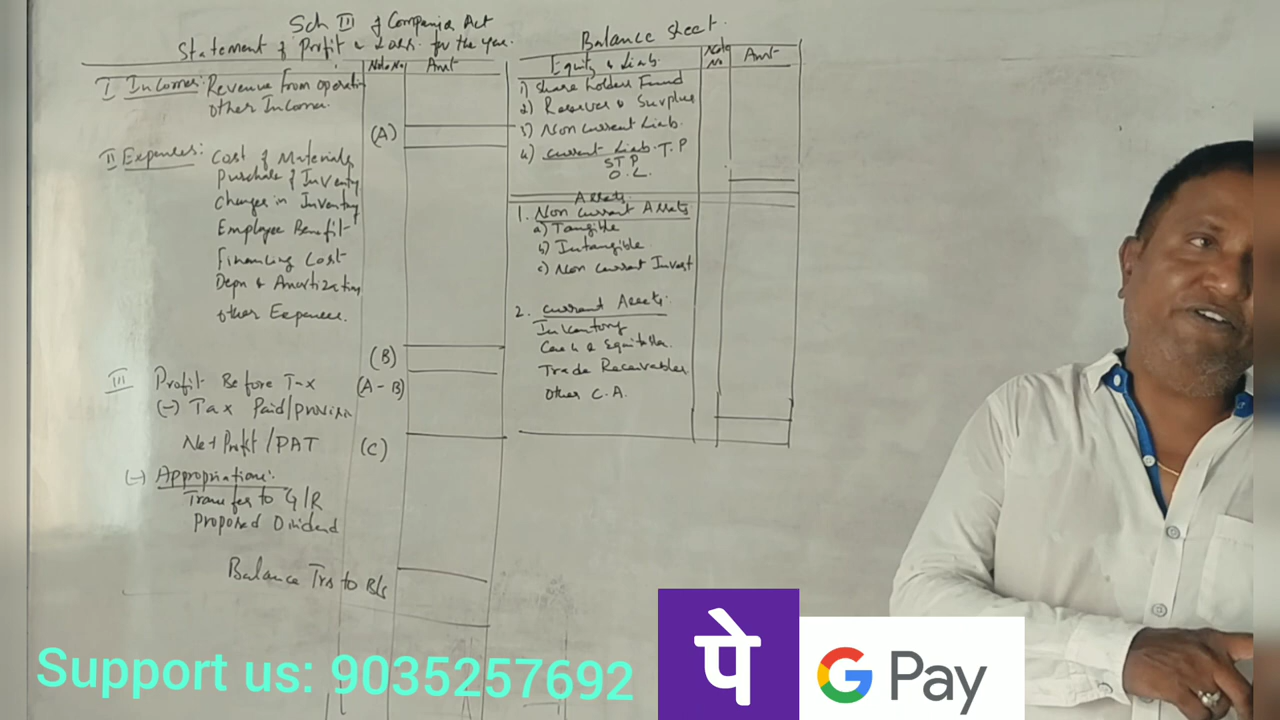 Sch III of Companies Act
Statement of Profit & Loss for the year.
Note No Amt
I Incomes: Revenue from operation
other Income.
(A)
II Expenses: Cost of Materials
Purchase of Inventory
Changes in Inventory
Employee Benefit
Financing Cost
Depn & Amortization
other Expenses.
(B)
III Profit Before Tax (A-B)
(-) Tax Paid/provision
Net Profit/PAT (C)
(-) Appropriations:
Transfer to G/R
Proposed Dividend
Balance Trs to B/s
Balance Sheet
Equity & Liab. Note No Amt
1) Share holders Fund
2) Reserves & Surplus
3) Non Current Liab.
4) Current Liab. T.P
STP
O.L.
Assets
1. Non Current Assets
a) Tangible
b) Intangible
c) Non Current Invest
2. Current Assets:
Inventory
Cash &
Trade Receivables
other C.A.
Support us: 9035257692
पे
G Pay